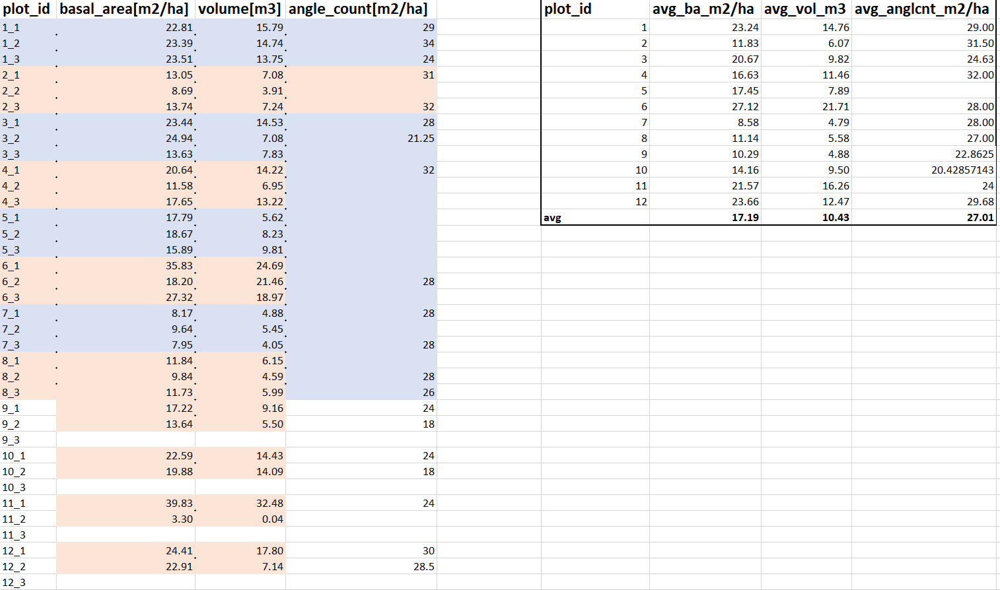 plot_id basal_area[m2/ha] volume[m3] angle_count[m2/ha] plot_id avg_ba_m2/ha avg_vol_m3 avg_anglcnt_m2/ha
1_1 22.81 15.79 29 1 23.24 14.76 29.00
1_2 23.39 14.74 34 2 11.83 6.07 31.50
1_3 23.51 13.75 24 3 20.67 9.82 24.63
2_1 13.05 7.08 31 4 16.63 11.46 32.00
2_2 8.69 3.91 5 17.45 7.89
2_3 13.74 7.24 32 6 27.12 21.71 28.00
3_1 23.44 14.53 28 7 8.58 4.79 28.00
3_2 24.94 7.08 21.25 8 11.14 5.58 27.00
3_3 13.63 7.83 9 10.29 4.88 22.8625
4_1 20.64 14.22 32 10 14.16 9.50 20.42857143
4_2 11.58 6.95 11 21.57 16.26 24
4_3 17.65 13.22 12 23.66 12.47 29.68
5_1 17.79 5.62 avg 17.19 10.43 27.01
5_2 18.67 8.23
5_3 15.89 9.81
6_1 35.83 24.69
6_2 18.20 21.46 28
6_3 27.32 18.97
7_1 8.17 4.88 28
7_2 9.64 5.45
7_3 7.95 4.05 28
8_1 11.84 6.15
8_2 9.84 4.59 28
8_3 11.73 5.99 26
9_1 17.22 9.16 24
9_2 13.64 5.50 18
9_3
10_1 22.59 14.43 24
10_2 19.88 14.09 18
10_3
11_1 39.83 32.48 24
11_2 3.30 0.04
11_3
12_1 24.41 17.80 30
12_2 22.91 7.14 28.5
12_3